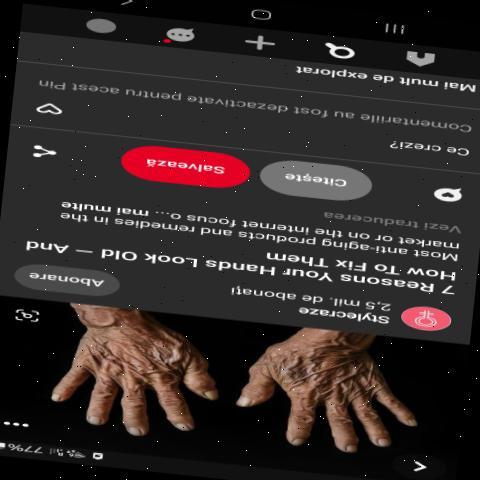 77%
Stylecraze
2,5 mil. de abonați
Abonare
7 Reasons Your Hands Look Old — And
How To Fix Them
Most anti-aging products and remedies in the
market or on the internet focus o... mai multe
Vezi traducerea
Citește
Salvează
Ce crezi?
Comentariile au fost dezactivate pentru acest Pin
Mai mult de explorat